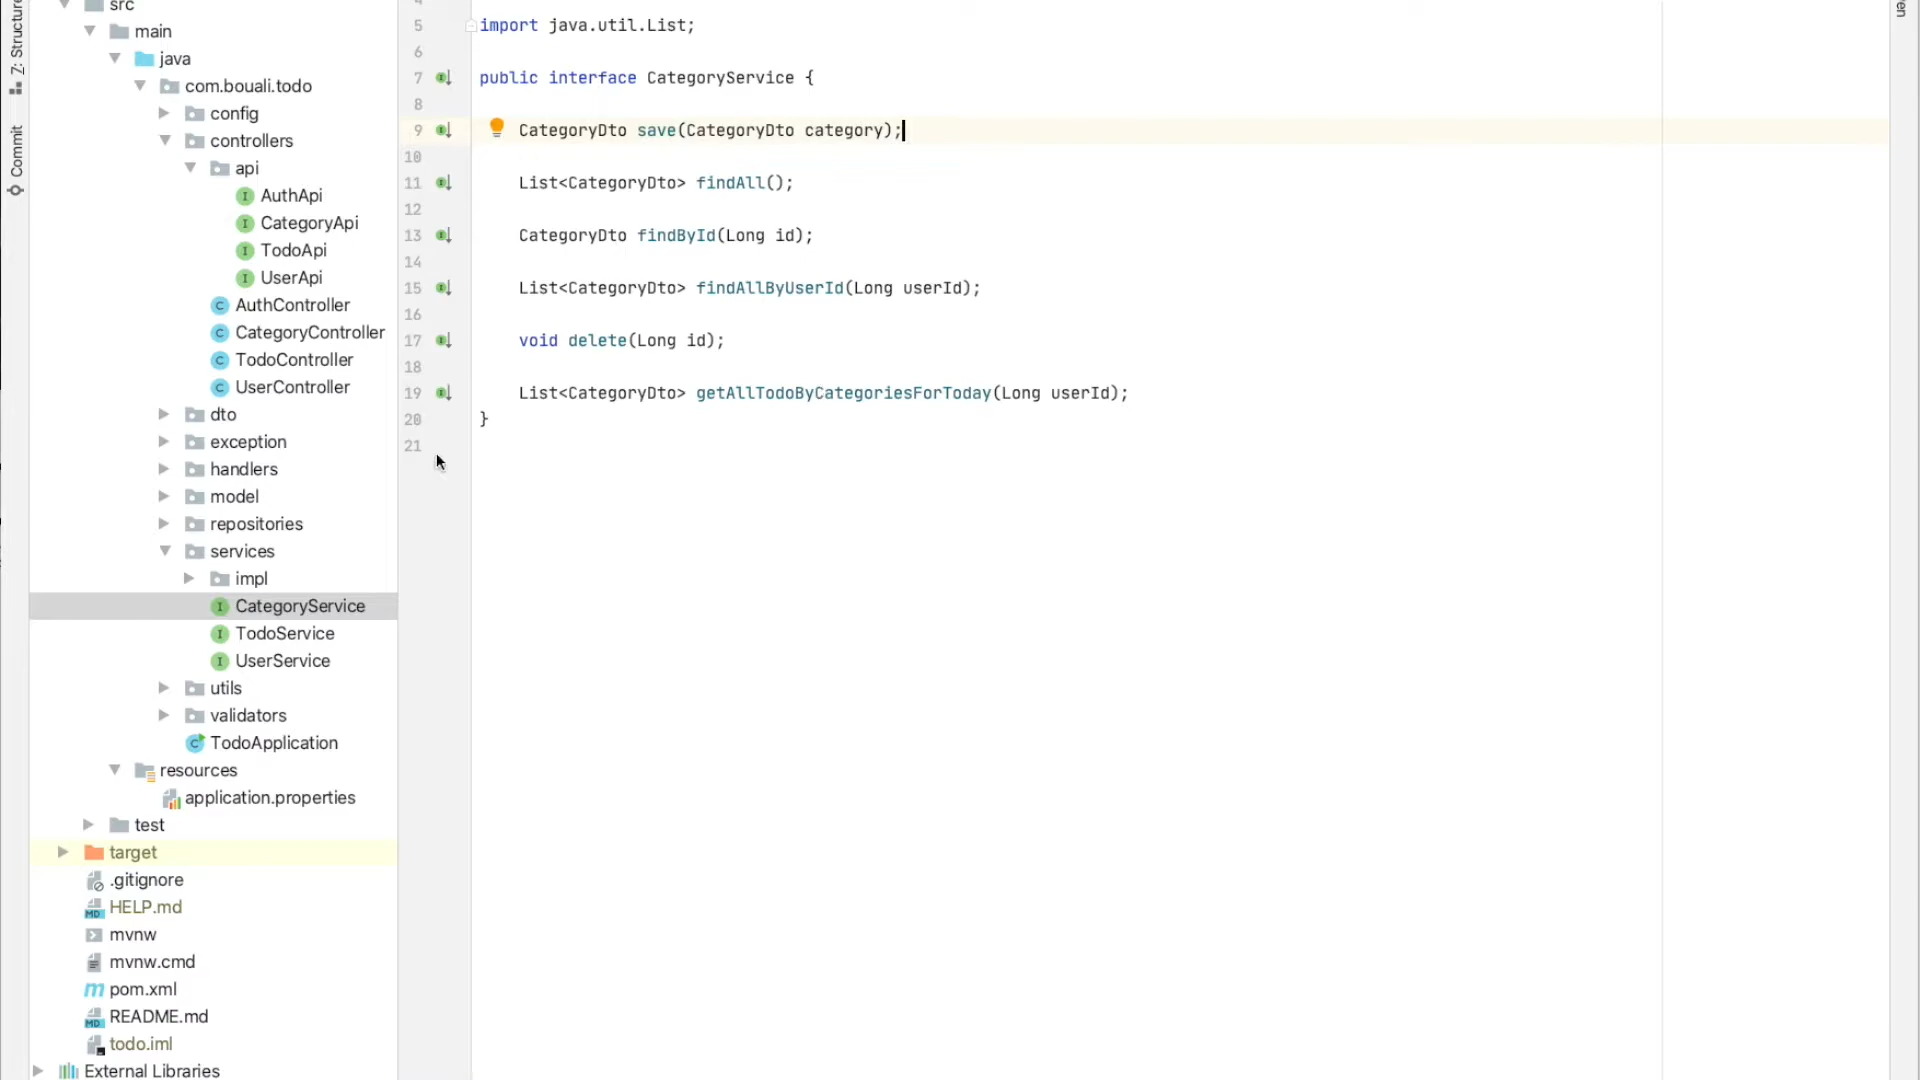 Z: Structure
Commit
src
main
java
com.bouali.todo
config
controllers
api
AuthApi
CategoryApi
TodoApi
UserApi
AuthController
CategoryController
TodoController
UserController
dto
exception
handlers
model
repositories
services
impl
CategoryService
TodoService
UserService
utils
validators
TodoApplication
resources
application.properties
test
target
.gitignore
HELP.md
mvnw
mvnw.cmd
pom.xml
README.md
todo.iml
External Libraries
5 import java.util.List;
6
7 public interface CategoryService {
8
9 CategoryDto save(CategoryDto category);
10
11 List<CategoryDto> findAll();
12
13 CategoryDto findById(Long id);
14
15 List<CategoryDto> findAllByUserId(Long userId);
16
17 void delete(Long id);
18
19 List<CategoryDto> getAllTodoByCategoriesForToday(Long userId);
20 }
21